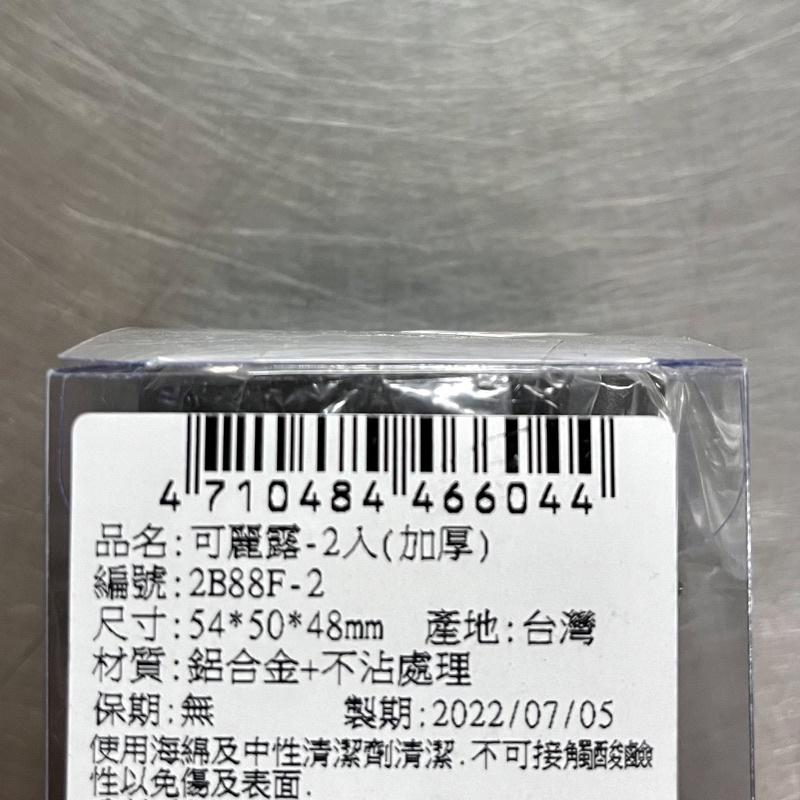 4 710484 466044
品名:可麗露-2入(加厚)
編號:2B88F-2
尺寸:54*50*48mm 產地:台灣
材質:鋁合金+不沾處理
保期:無 製期:2022/07/05
使用海綿及中性清潔劑清潔.不可接觸酸鹼
性以免傷及表面.